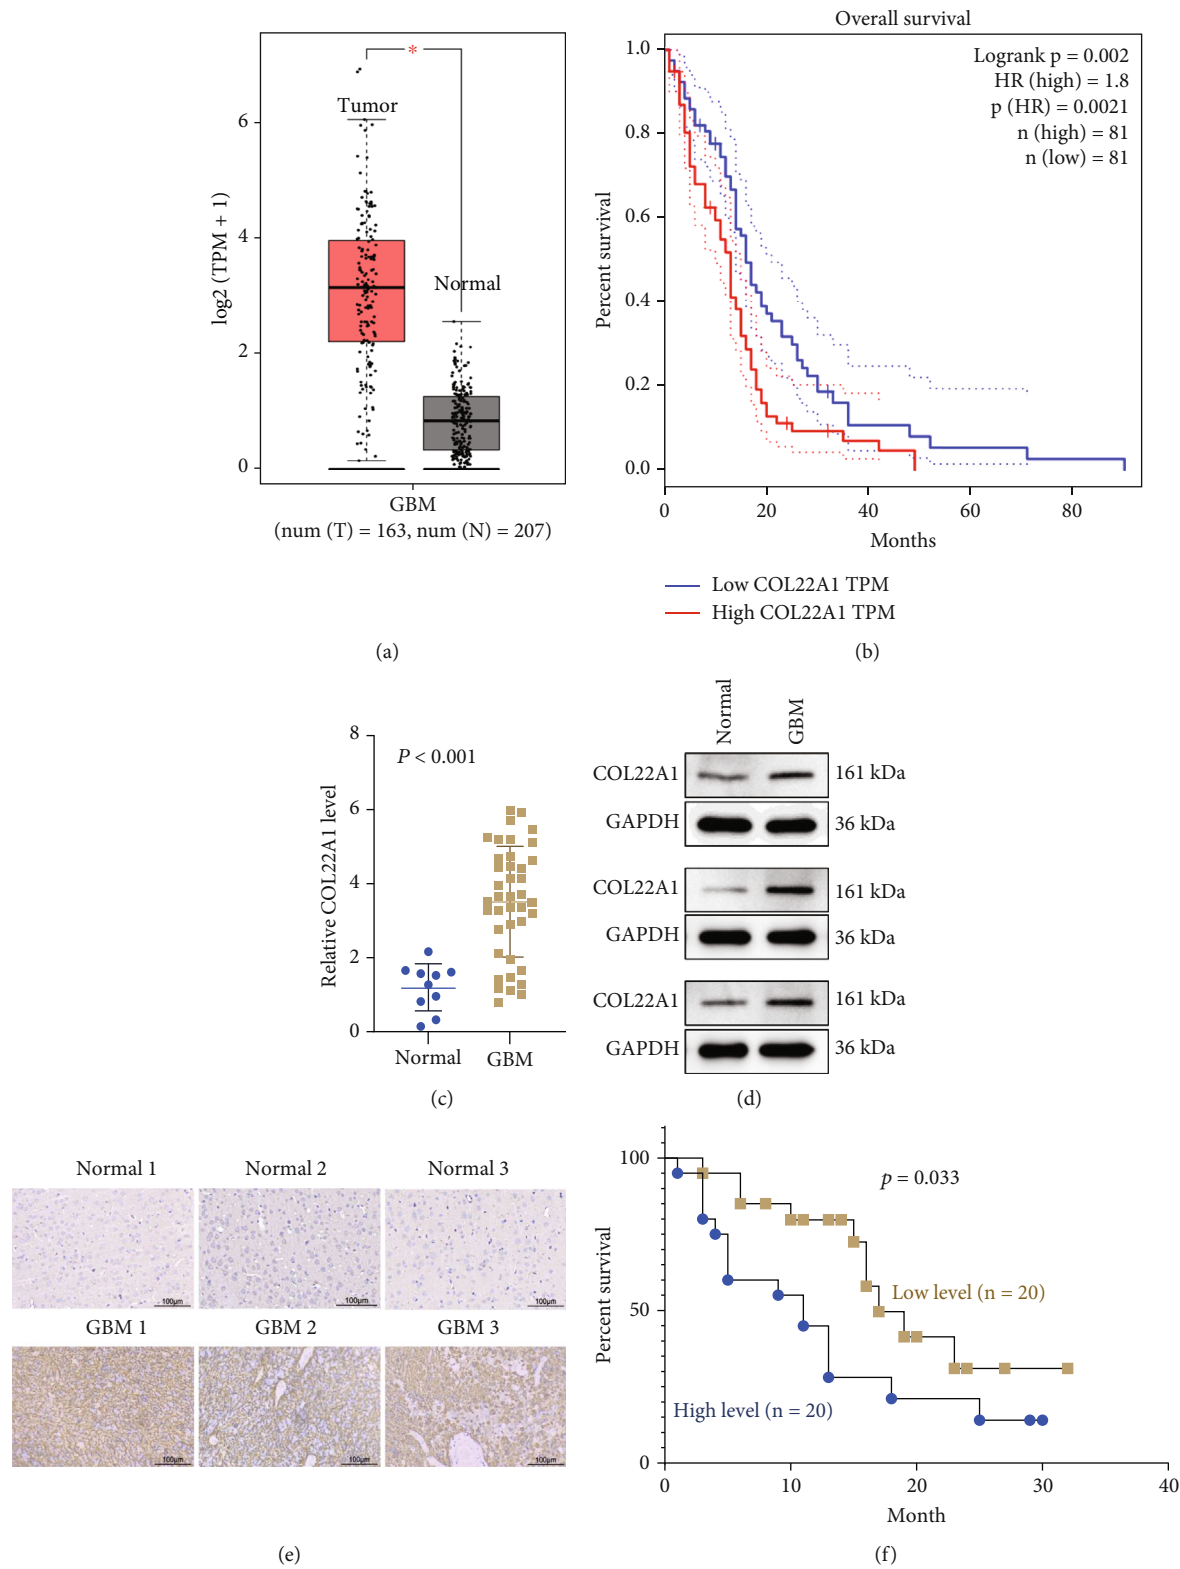 *
Tumor
Normal
log2 (TPM + 1)
6
4
2
0
GBM
(num (T) = 163, num (N) = 207)
(a)
Overall survival
Logrank p = 0.002
HR (high) = 1.8
p (HR) = 0.0021
n (high) = 81
n (low) = 81
Percent survival
1.0
0.8
0.6
0.4
0.2
0.0
0 20 40 60 80
Months
Low COL22A1 TPM
High COL22A1 TPM
(b)
P < 0.001
Relative COL22A1 level
8
6
4
2
0
Normal GBM
(c)
Normal GBM
COL22A1 161 kDa
GAPDH 36 kDa
COL22A1 161 kDa
GAPDH 36 kDa
COL22A1 161 kDa
GAPDH 36 kDa
(d)
Normal 1 Normal 2 Normal 3
100μm 100μm 100μm
GBM 1 GBM 2 GBM 3
100μm 100μm 100μm
(e)
p = 0.033
Percent survival
100
50
0
Low level (n = 20)
High level (n = 20)
0 10 20 30 40
Month
(f)